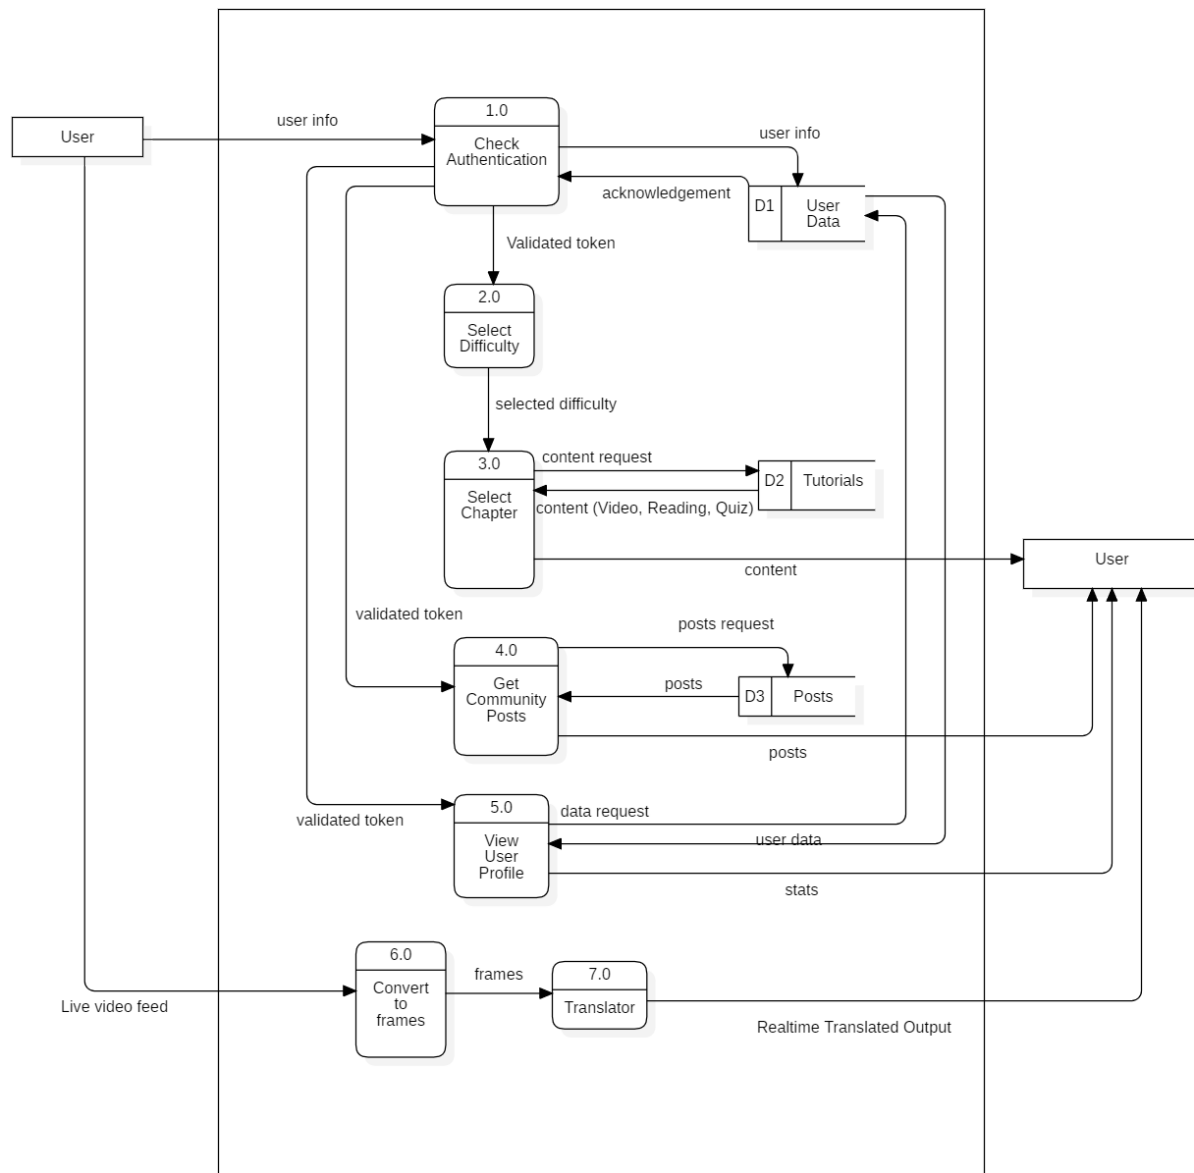 1.0
User
user info
Check
Authentication
user info
acknowledgement
D1
User
Data
Validated token
2.0
Select
Difficulty
selected difficulty
3.0
Select
Chapter
content request
D2
Tutorials
content (Video, Reading, Quiz)
User
content
validated token
posts request
4.0
Get
Community
Posts
posts
D3
Posts
posts
5.0
View
User
Profile
data request
validated token
user data
stats
6.0
Convert
to
frames
frames
7.0
Translator
Live video feed
Realtime Translated Output